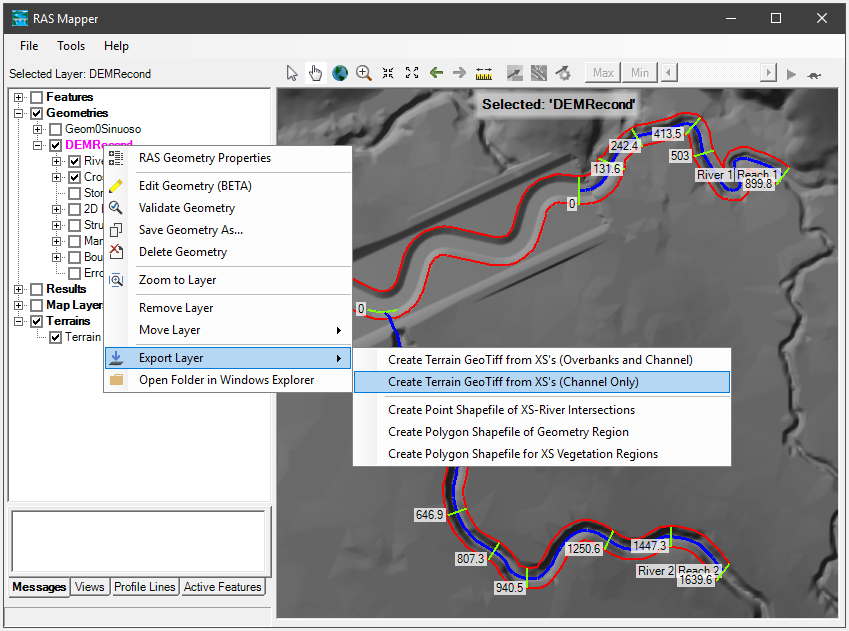 RAS Mapper
File Tools Help
Selected Layer: DEMRecond
Max Min
Features
Geometries
Geom0Sinuoso
DEMRecond
Rive
Cros
Stor
2D
Stru
Man
Bou
Erro
Results
Map Layers
Terrains
Terrain
RAS Geometry Properties
Edit Geometry (BETA)
Validate Geometry
Save Geometry As...
Delete Geometry
Zoom to Layer
Remove Layer
Move Layer
Export Layer
Open Folder in Windows Explorer
Create Terrain GeoTiff from XS's (Overbanks and Channel)
Create Terrain GeoTiff from XS's (Channel Only)
Create Point Shapefile of XS-River Intersections
Create Polygon Shapefile of Geometry Region
Create Polygon Shapefile for XS Vegetation Regions
Selected: 'DEMRecond'
413.5
242.4
503
131.6
River 1 Reach 1
899.8
0
0
646.9
807.3
940.5
1250.6
1447.3
River 2 Reach 2
1639.6
Messages Views Profile Lines Active Features